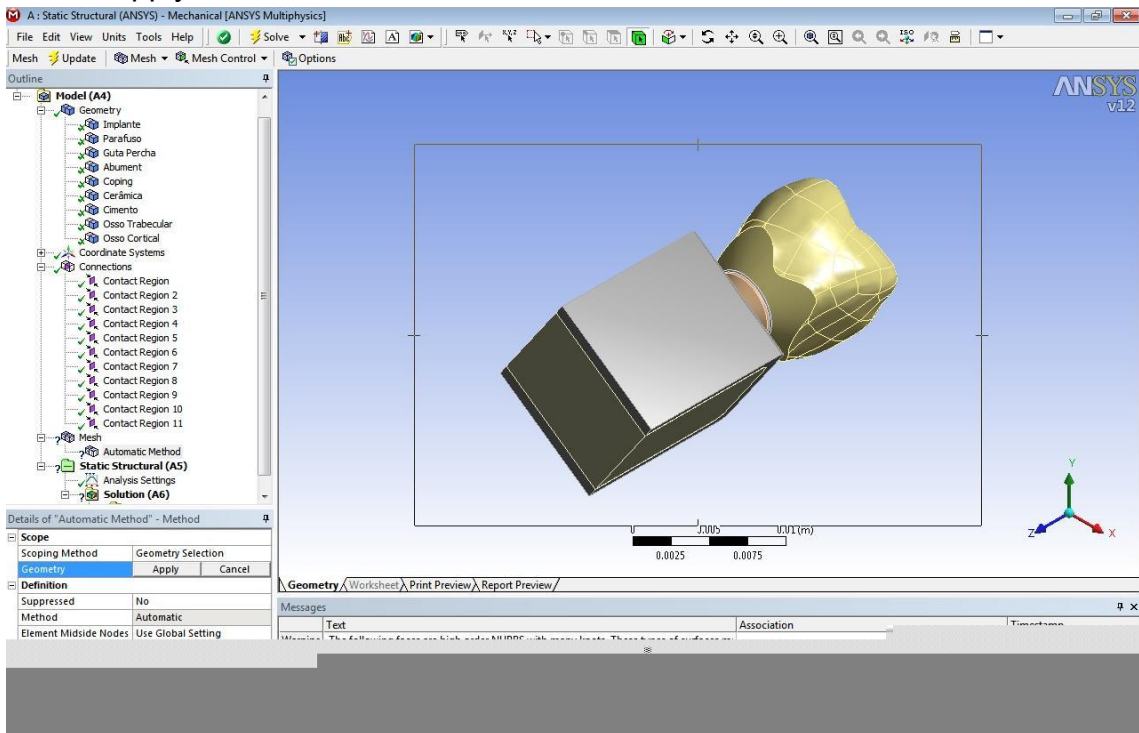 A : Static Structural (ANSYS) - Mechanical [ANSYS Multiphysics]
File Edit View Units Tools Help Solve
Mesh Update Mesh Mesh Control Options
Outline
Model (A4)
Geometry
Implante
Parafuso
Guta Percha
Abument
Coping
Cerâmica
Cimento
Osso Trabecular
Osso Cortical
Coordinate Systems
Connections
Contact Region
Contact Region 2
Contact Region 3
Contact Region 4
Contact Region 5
Contact Region 6
Contact Region 7
Contact Region 8
Contact Region 9
Contact Region 10
Contact Region 11
Mesh
Automatic Method
Static Structural (A5)
Analysis Settings
Solution (A6)
ANSYS
v12
Y
Z X
0.01 (m)
0.0025 0.0075
Details of "Automatic Method" - Method
Scope
Scoping Method Geometry Selection
Geometry Apply Cancel
Definition
Suppressed No
Method Automatic
Element Midside Nodes Use Global Setting
Geometry Worksheet Print Preview Report Preview
Messages
Text Association Timestamp